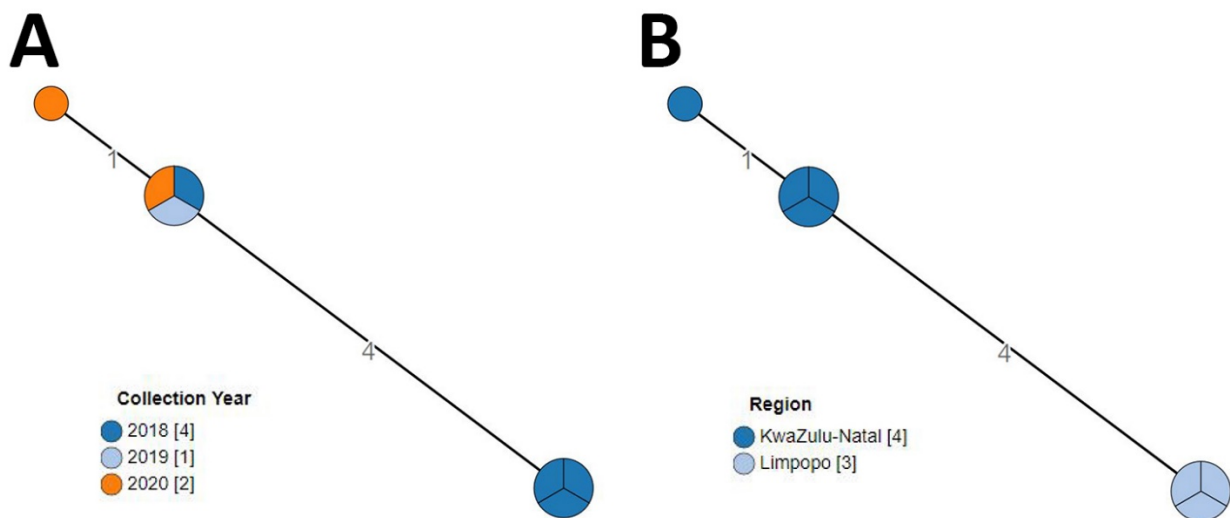 A
1
4
Collection Year
2018 [4]
2019 [1]
2020 [2]
B
1
4
Region
KwaZulu-Natal [4]
Limpopo [3]